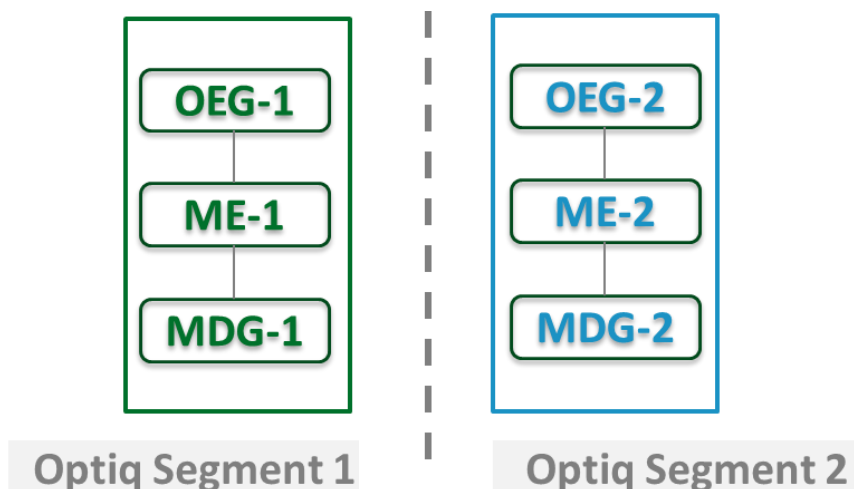 OEG-1
ME-1
MDG-1
Optiq Segment 1
OEG-2
ME-2
MDG-2
Optiq Segment 2